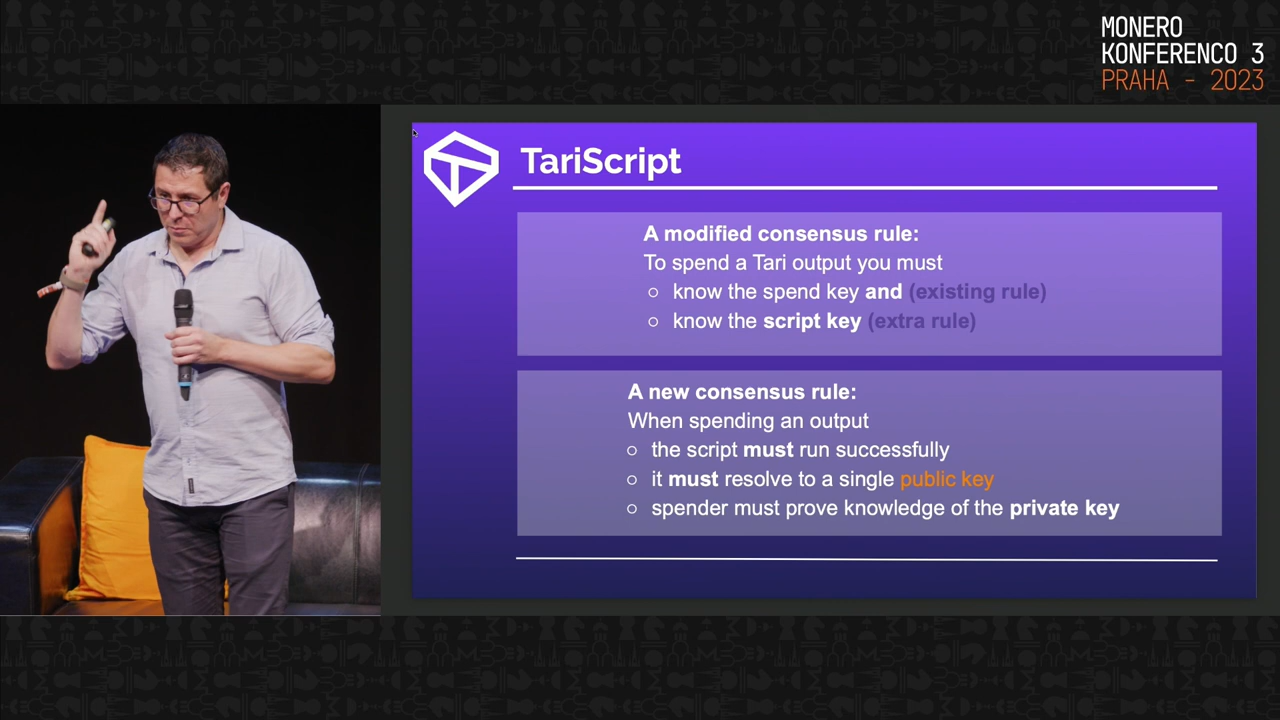 MONERO
KONFERENCO 3
PRAHA - 2023
TariScript
A modified consensus rule:
To spend a Tari output you must
○ know the spend key and (existing rule)
○ know the script key (extra rule)
A new consensus rule:
When spending an output
○ the script must run successfully
○ it must resolve to a single public key
○ spender must prove knowledge of the private key